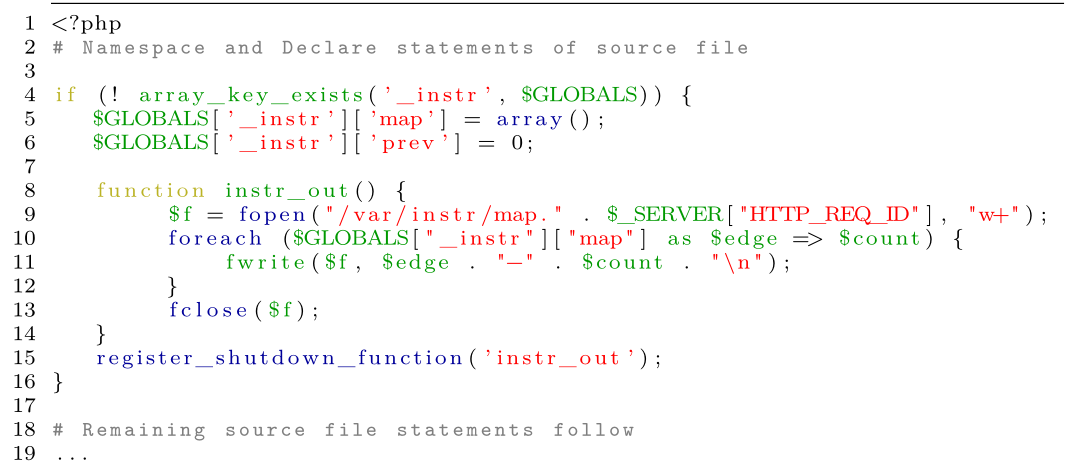 1 <?php
2 # Namespace and Declare statements of source file
3
4 if (! array_key_exists('_instr', $GLOBALS)) {
5 $GLOBALS['_instr']['map'] = array();
6 $GLOBALS['_instr']['prev'] = 0;
7
8 function instr_out() {
9 $f = fopen("/var/instr/map." . $_SERVER["HTTP_REQ_ID"], "w+");
10 foreach ($GLOBALS["_instr"]["map"] as $edge => $count) {
11 fwrite($f, $edge . "-" . $count . "\n");
12 }
13 fclose($f);
14 }
15 register_shutdown_function('instr_out');
16 }
17
18 # Remaining source file statements follow
19 ...